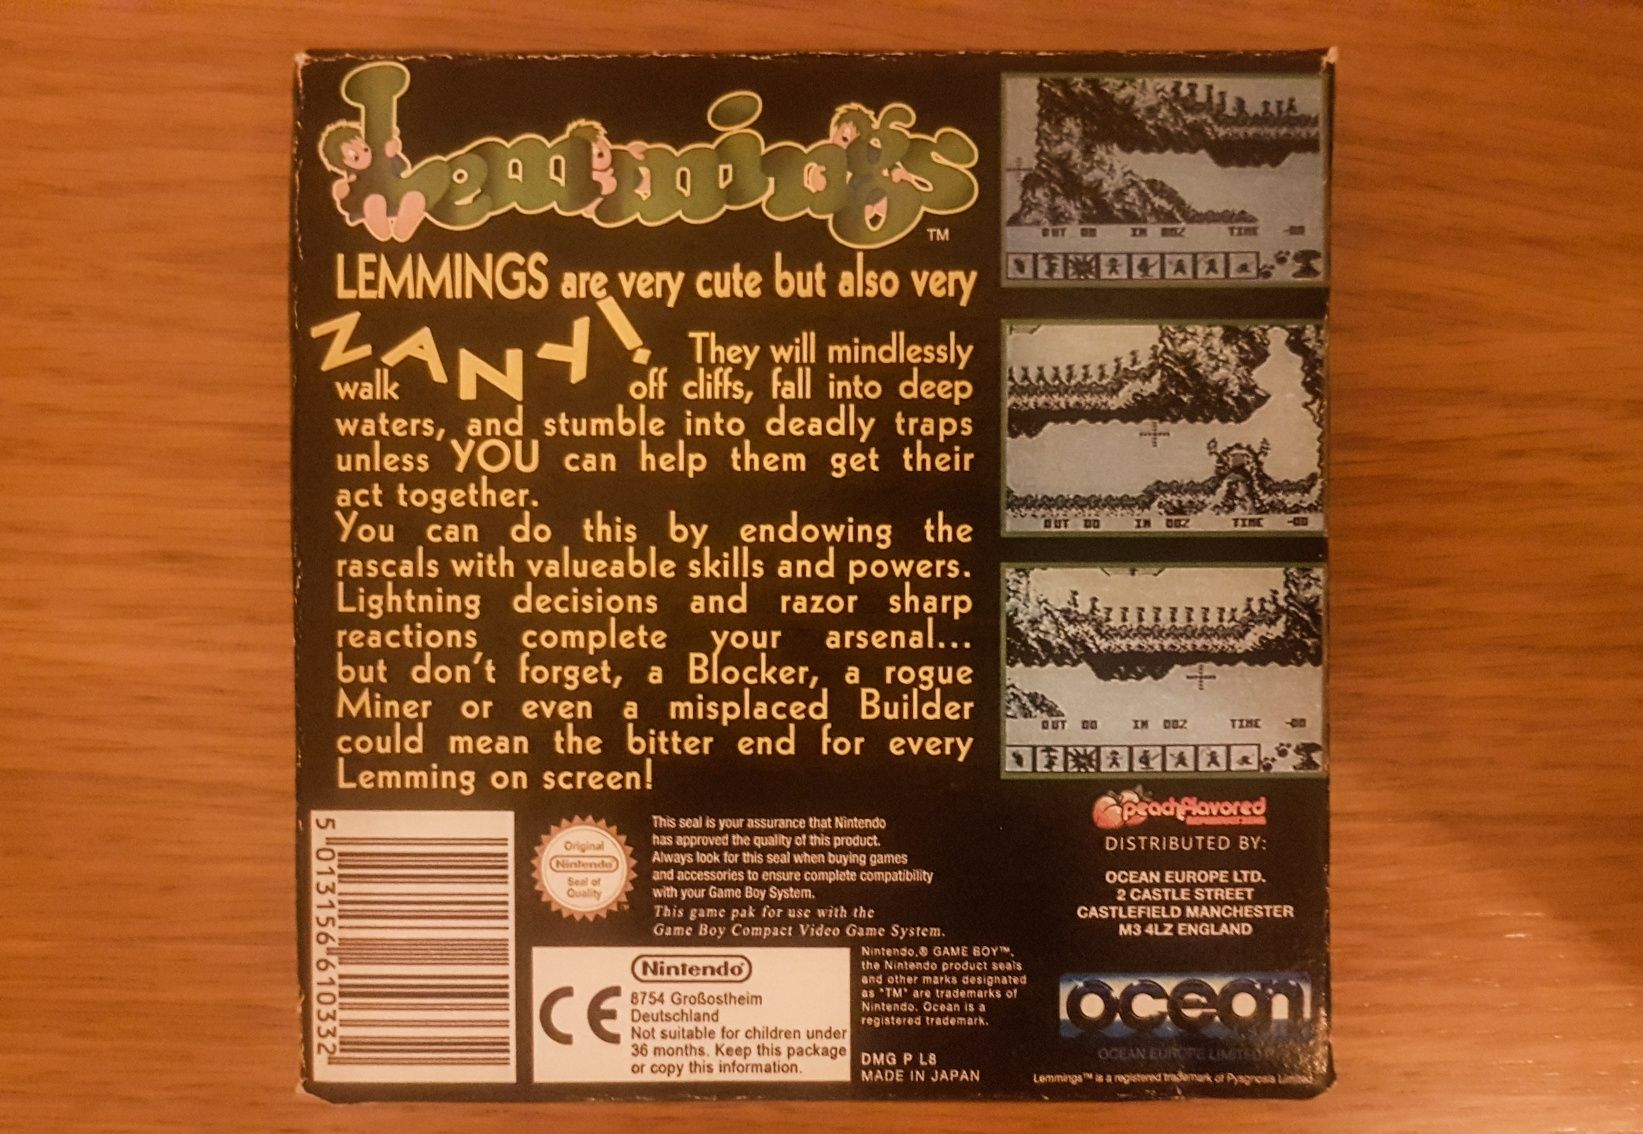 Lemmings
TM
LEMMINGS are very cute but also very
ZANY! They will mindlessly
walk off cliffs, fall into deep
waters, and stumble into deadly traps
unless YOU can help them get their
act together.
You can do this by endowing the
rascals with valueable skills and powers.
Lightning decisions and razor sharp
reactions complete your arsenal...
but don't forget, a Blocker, a rogue
Miner or even a misplaced Builder
could mean the bitter end for every
Lemming on screen!
OUT 00 IN 00% TIME -00
OUT 00 IN 00% TIME -00
OUT 00 IN 00% TIME -00
5 013156 610332
Original
Nintendo
Seal of
Quality
This seal is your assurance that Nintendo
has approved the quality of this product.
Always look for this seal when buying games
and accessories to ensure complete compatibility
with your Game Boy System.
This game pak for use with the
Game Boy Compact Video Game System.
CE
Nintendo®
8754 Großostheim
Deutschland
Not suitable for children under
36 months. Keep this package
or copy this information.
Nintendo,® GAME BOY™,
the Nintendo product seals
and other marks designated
as "TM" are trademarks of
Nintendo. Ocean is a
registered trademark.
DMG P L8
MADE IN JAPAN
peachflavored
DISTRIBUTED BY:
OCEAN EUROPE LTD.
2 CASTLE STREET
CASTLEFIELD MANCHESTER
M3 4LZ ENGLAND
ocean
OCEAN EUROPE LIMITED
Lemmings™ is a registered trademark of Psygnosis Limited